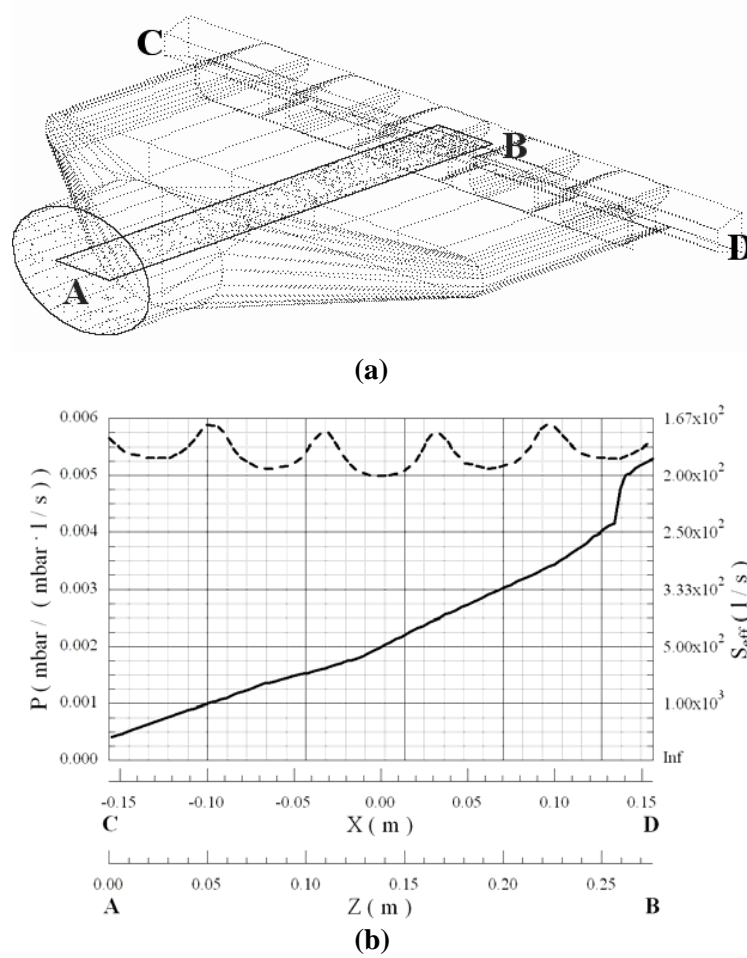 C
B
A
D
(a)
0.006
0.005
0.004
0.003
0.002
0.001
0.000
P ( mbar / ( mbar · l / s ) )
1.67x10²
2.00x10²
2.50x10²
3.33x10²
5.00x10²
1.00x10³
Inf
S_eff ( l / s )
-0.15 -0.10 -0.05 0.00 0.05 0.10 0.15
C X ( m ) D
0.00 0.05 0.10 0.15 0.20 0.25
A Z ( m ) B
(b)